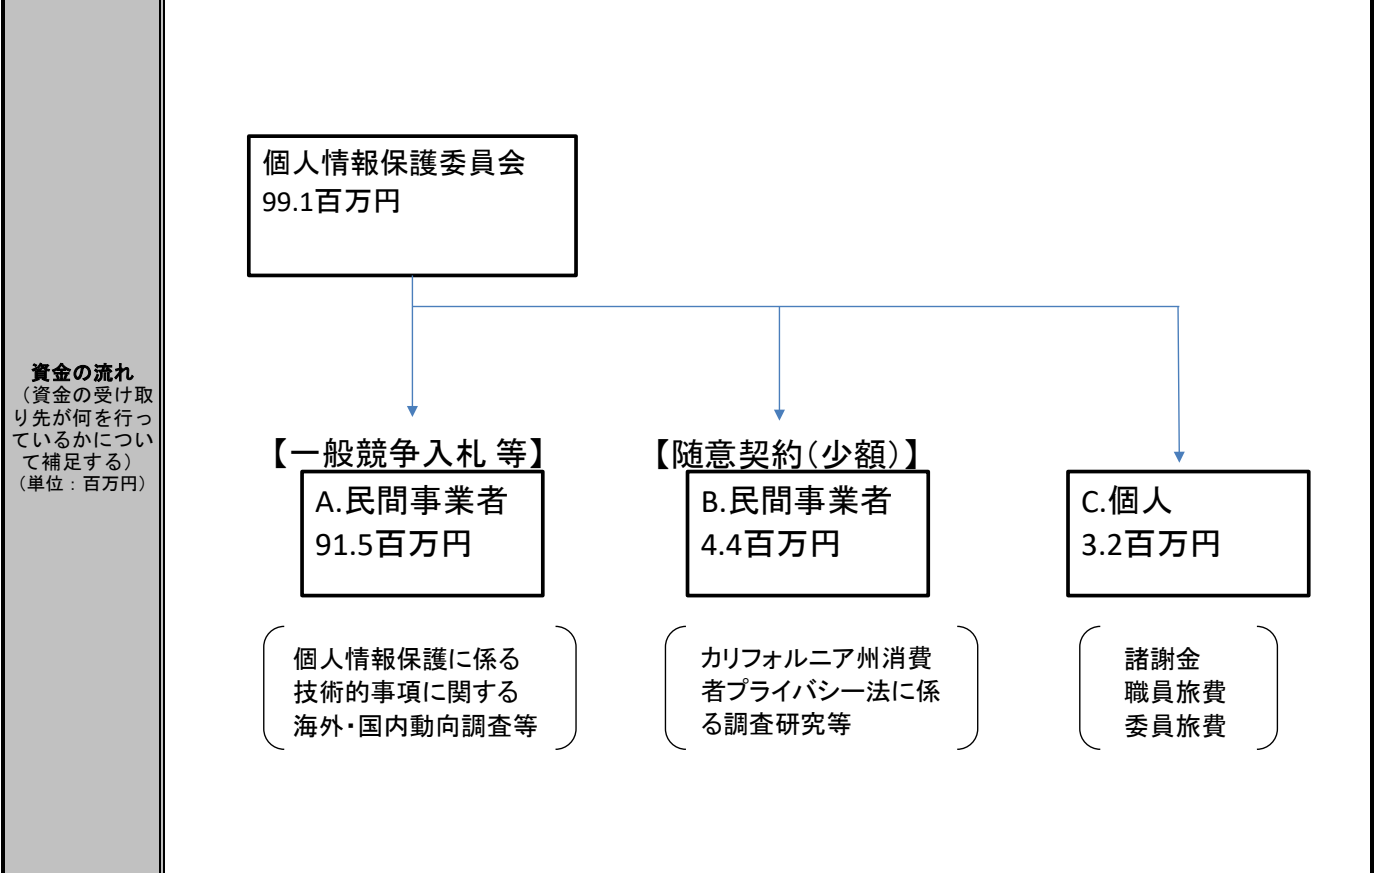 資金の流れ
（資金の受け取
り先が何を行っ
ているかについ
て補足する）
（単位：百万円）
個人情報保護委員会
99.1百万円
【一般競争入札 等】
A.民間事業者
91.5百万円
個人情報保護に係る
技術的事項に関する
海外・国内動向調査等
【随意契約（少額）】
B.民間事業者
4.4百万円
カリフォルニア州消費
者プライバシー法に係
る調査研究等
C.個人
3.2百万円
諸謝金
職員旅費
委員旅費